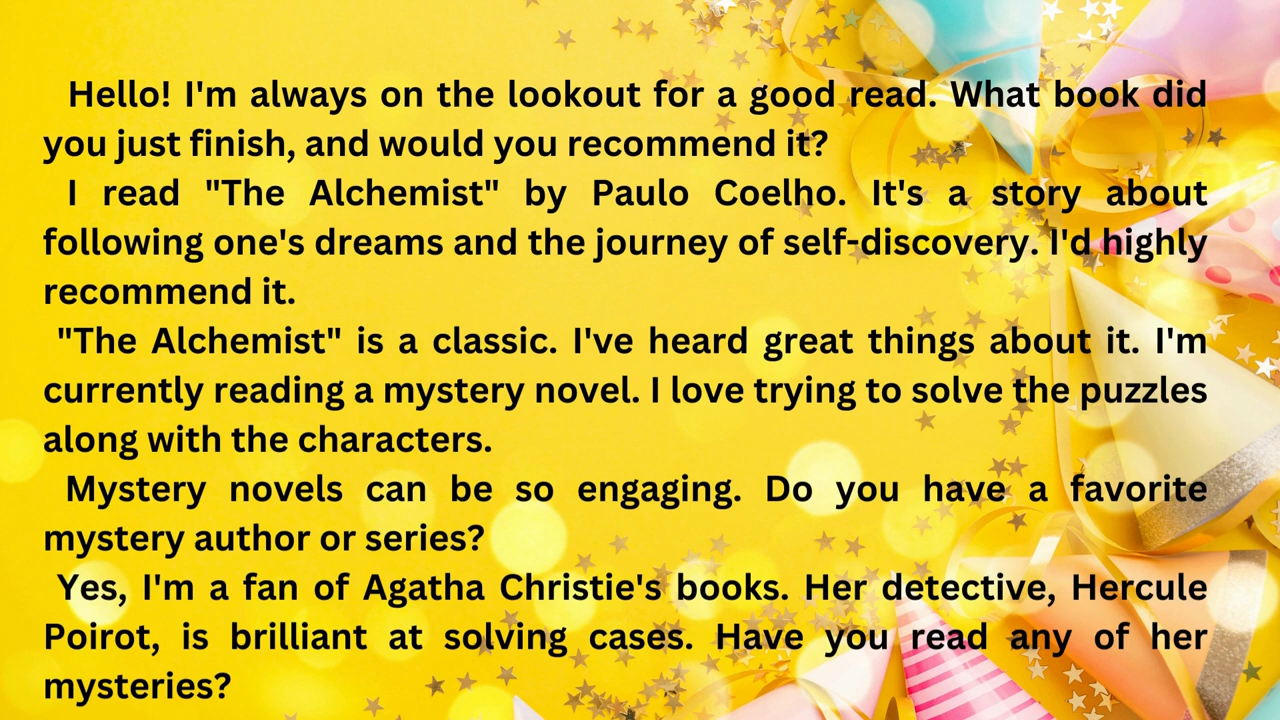 Hello! I'm always on the lookout for a good read. What book did
you just finish, and would you recommend it?
I read "The Alchemist" by Paulo Coelho. It's a story about
following one's dreams and the journey of self-discovery. I'd highly
recommend it.
"The Alchemist" is a classic. I've heard great things about it. I'm
currently reading a mystery novel. I love trying to solve the puzzles
along with the characters.
Mystery novels can be so engaging. Do you have a favorite
mystery author or series?
Yes, I'm a fan of Agatha Christie's books. Her detective, Hercule
Poirot, is brilliant at solving cases. Have you read any of her
mysteries?